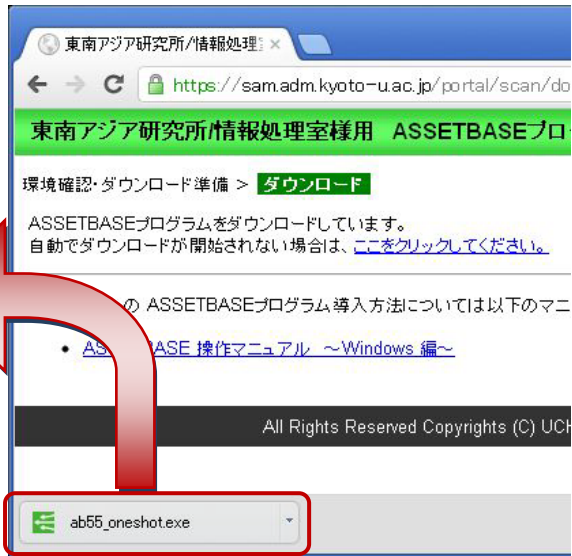 東南アジア研究所/情報処理
https://sam.adm.kyoto-u.ac.jp/portal/scan/do
東南アジア研究所/情報処理室様用 ASSETBASEプロ
環境確認・ダウンロード準備 > ダウンロード
ASSETBASEプログラムをダウンロードしています。
自動でダウンロードが開始されない場合は、ここをクリックしてください。
の ASSETBASEプログラム導入方法については以下のマニ
• AS BASE 操作マニュアル ～Windows 編～
All Rights Reserved Copyrights (C) UCH
ab55_oneshot.exe